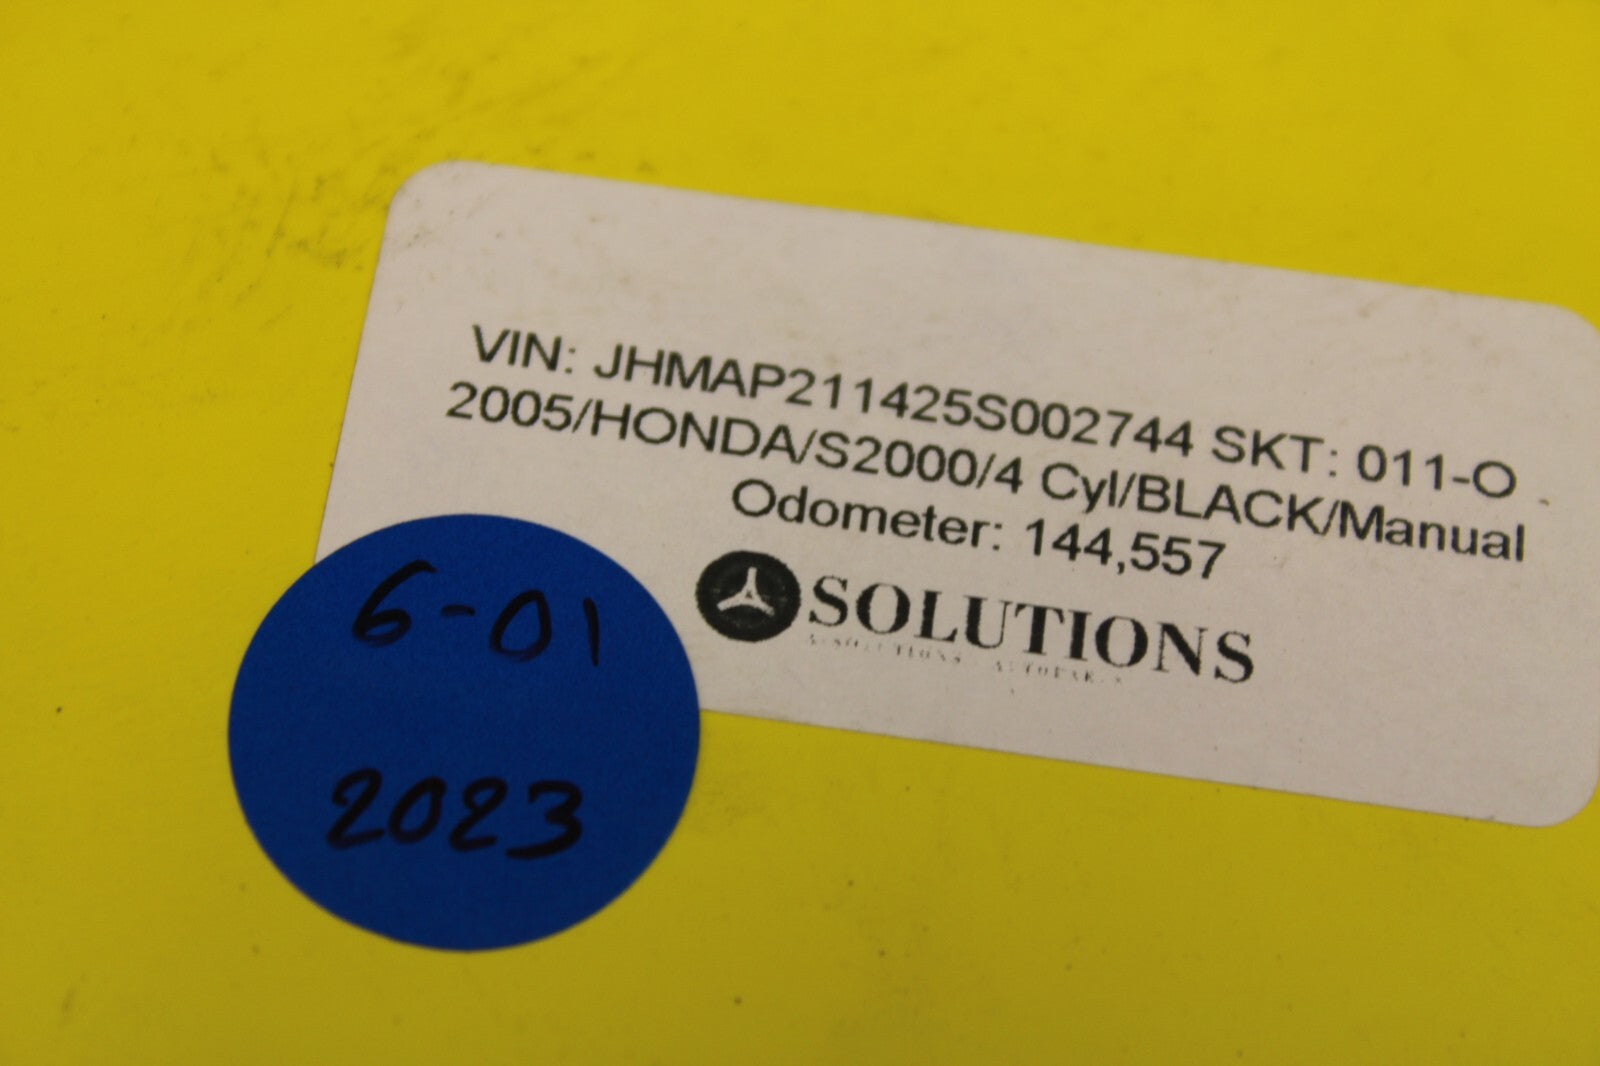 VIN: JHMAP211425S002744 SKT: 011-O
2005/HONDA/S2000/4 Cyl/BLACK/Manual
Odometer: 144,557
SOLUTIONS
6-01
2023